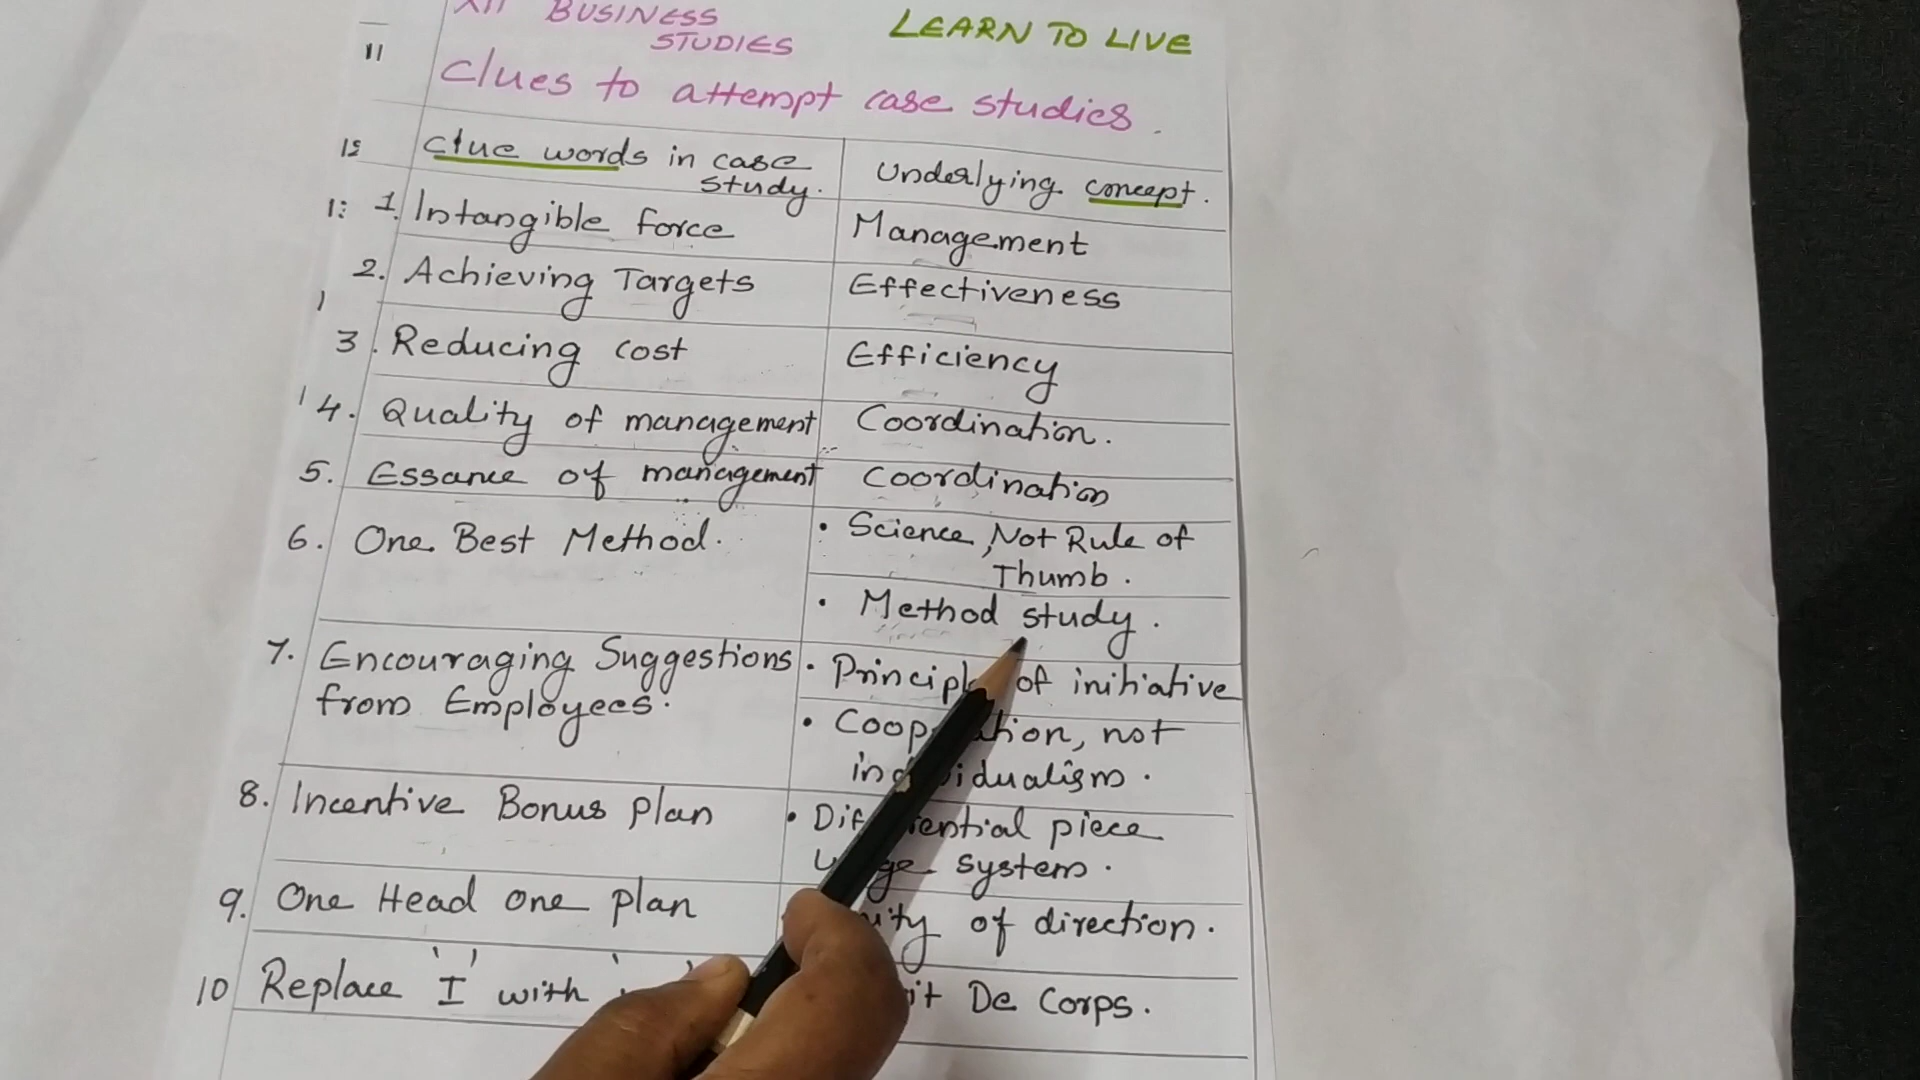 XII BUSINESS
STUDIES
LEARN TO LIVE
Clues to attempt case studies.
Clue words in case
study.
Underlying concept.
1. Intangible force
Management
2. Achieving Targets
Effectiveness
3. Reducing cost
Efficiency
4. Quality of management
Coordination.
5. Essance of management
Coordination
6. One Best Method.
• Science, Not Rule of
Thumb.
• Method study.
7. Encouraging Suggestions
from Employees.
• Principle of initiative
• Cooperation, not
individualism.
8. Incentive Bonus plan
• Differential piece
wage system.
9. One Head one plan
of direction.
10 Replace 'I' with
De Corps.